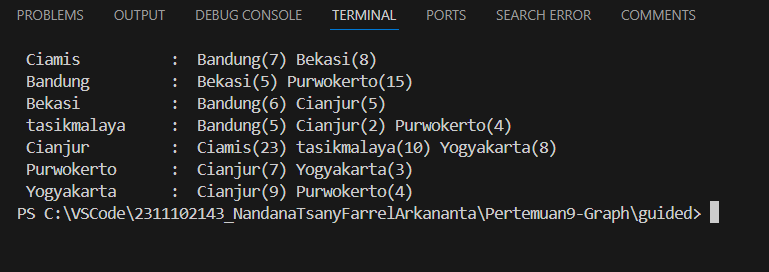 PROBLEMS OUTPUT DEBUG CONSOLE TERMINAL PORTS SEARCH ERROR COMMENTS
Ciamis : Bandung(7) Bekasi(8)
Bandung : Bekasi(5) Purwokerto(15)
Bekasi : Bandung(6) Cianjur(5)
tasikmalaya : Bandung(5) Cianjur(2) Purwokerto(4)
Cianjur : Ciamis(23) tasikmalaya(10) Yogyakarta(8)
Purwokerto : Cianjur(7) Yogyakarta(3)
Yogyakarta : Cianjur(9) Purwokerto(4)
PS C:\VSCode\2311102143_NandanaTsanyFarrelArkananta\Pertemuan9-Graph\guided>